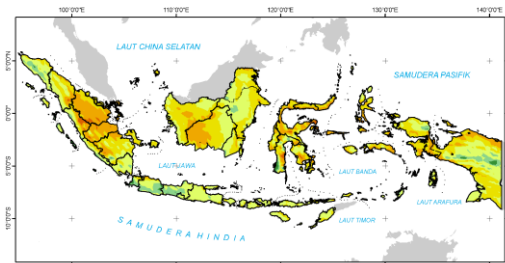 100°0'0"E 110°0'0"E 120°0'0"E 130°0'0"E 140°0'0"E
LAUT CHINA SELATAN
SAMUDERA PASIFIK
5°0'0"N
0°0'0"
5°0'0"S
10°0'0"S
LAUT JAWA
LAUT BANDA
LAUT ARAFURA
LAUT TIMOR
SAMUDERA HINDIA